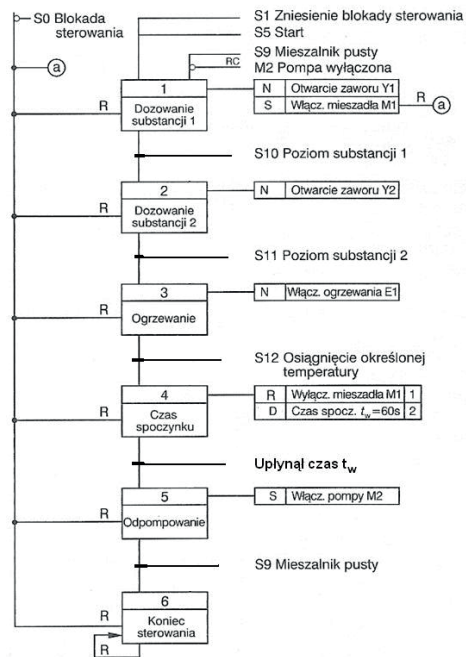 S0 Blokada
sterowania
S1 Zniesienie blokady sterowania
S5 Start
S9 Mieszalnik pusty
RC
M2 Pompa wyłączona
a
1
R
Dozowanie
substancji 1
N Otwarcie zaworu Y1
S Włącz. mieszadła M1
R
a
S10 Poziom substancji 1
2
R
Dozowanie
substancji 2
N Otwarcie zaworu Y2
S11 Poziom substancji 2
3
R
Ogrzewanie
N Włącz. ogrzewania E1
S12 Osiągnięcie określonej
temperatury
4
R
Czas
spoczynku
R Wyłącz. mieszadła M1 1
D Czas spocz. tw=60s 2
Upłynął czas tw
5
R
Odpompowanie
S Włącz. pompy M2
S9 Mieszalnik pusty
6
R
Koniec
sterowania
R